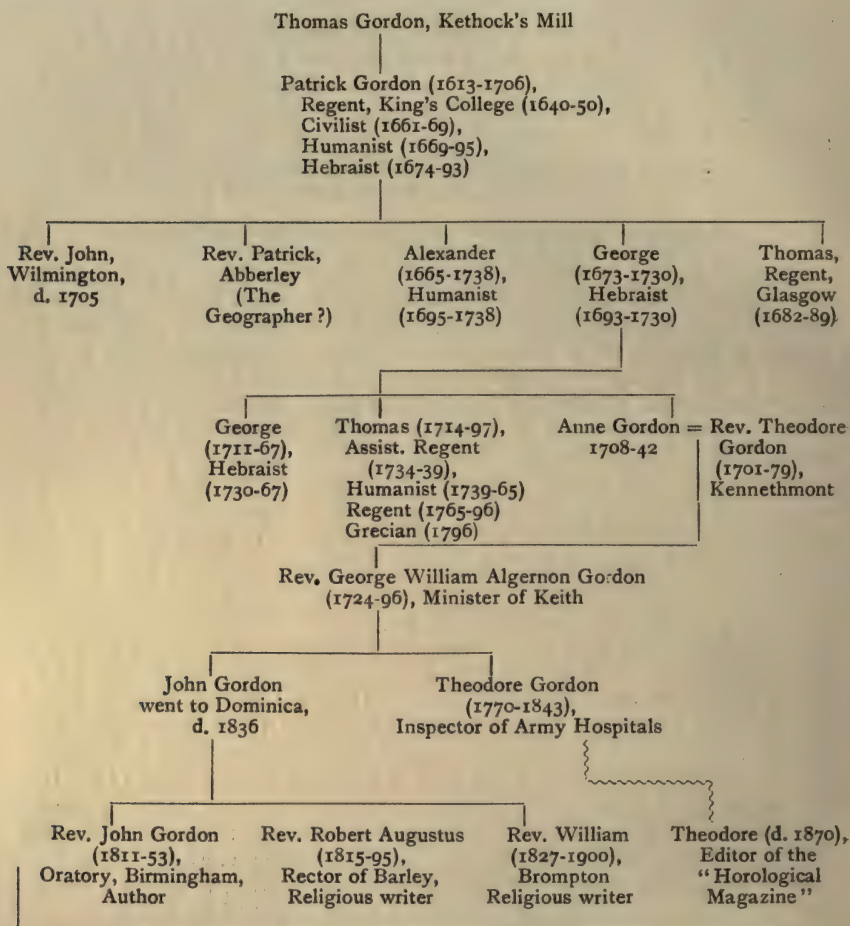 Thomas Gordon, Kethock's Mill
Patrick Gordon (1613-1706),
Regent, King's College (1640-50),
Civilist (1661-69),
Humanist (1669-95),
Hebraist (1674-93)
Rev. John,
Wilmington,
d. 1705
Rev. Patrick,
Abberley
(The
Geographer?)
Alexander
(1665-1738),
Humanist
(1695-1738)
George
(1673-1730),
Hebraist
(1693-1730)
Thomas,
Regent,
Glasgow
(1682-89)
George
(1711-67),
Hebraist
(1730-67)
Thomas (1714-97),
Assist. Regent
(1734-39),
Humanist (1739-65)
Regent (1765-96)
Grecian (1796)
Anne Gordon =
1708-42
Rev. Theodore
Gordon
(1701-79),
Kennethmont
Rev. George William Algernon Gordon
(1724-96), Minister of Keith
John Gordon
went to Dominica,
d. 1836
Theodore Gordon
(1770-1843),
Inspector of Army Hospitals
Rev. John Gordon
(1811-53),
Oratory, Birmingham,
Author
Rev. Robert Augustus
(1815-95),
Rector of Barley,
Religious writer
Rev. William
(1827-1900),
Brompton
Religious writer
Theodore (d. 1870),
Editor of the
"Horological
Magazine"